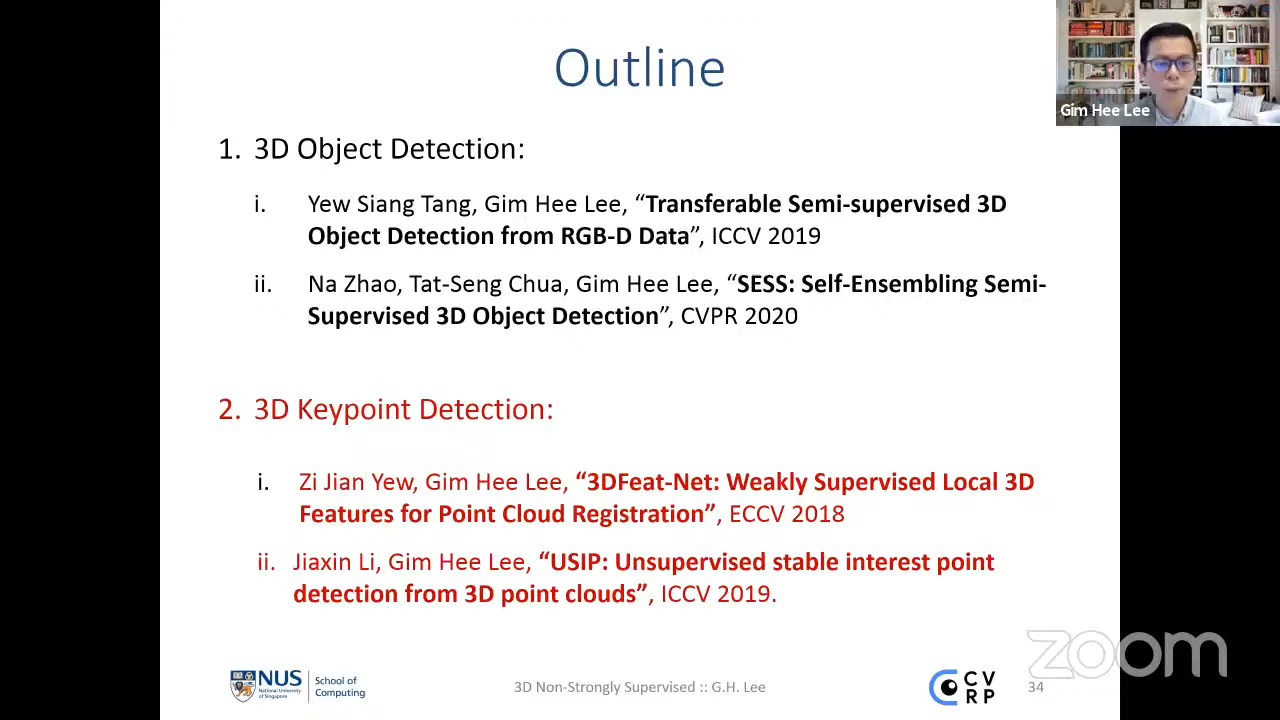 Outline
Gim Hee Lee
1. 3D Object Detection:
i. Yew Siang Tang, Gim Hee Lee, “Transferable Semi-supervised 3D
Object Detection from RGB-D Data”, ICCV 2019
ii. Na Zhao, Tat-Seng Chua, Gim Hee Lee, “SESS: Self-Ensembling Semi-
Supervised 3D Object Detection”, CVPR 2020
2. 3D Keypoint Detection:
i. Zi Jian Yew, Gim Hee Lee, “3DFeat-Net: Weakly Supervised Local 3D
Features for Point Cloud Registration”, ECCV 2018
ii. Jiaxin Li, Gim Hee Lee, “USIP: Unsupervised stable interest point
detection from 3D point clouds”, ICCV 2019.
zoom
NUS
National University
of Singapore
School of
Computing
3D Non-Strongly Supervised :: G.H. Lee
CV
RP
34